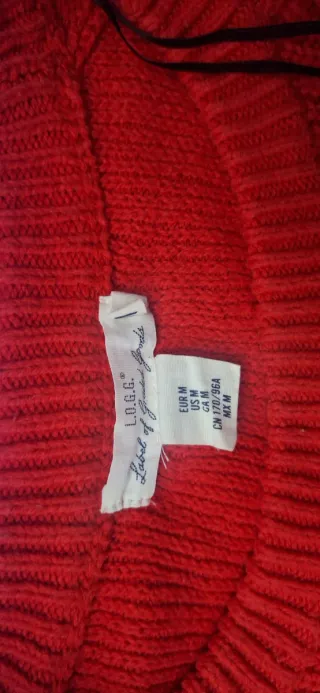 L.O.G.G.®
Label of Graded Goods
EUR M
US M
CA M
CN 170/96A
MX M